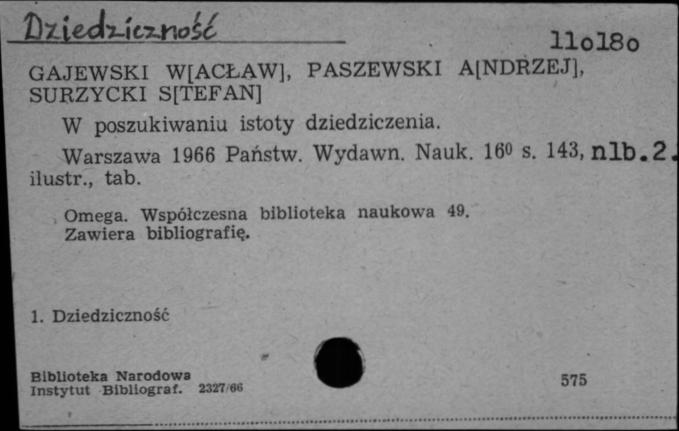 Dziedziczność
110180
GAJEWSKI W[ACŁAW], PASZEWSKI A[NDRZEJ],
SURZYCKI S[TEFAN]
W poszukiwaniu istoty dziedziczenia.
Warszawa 1966 Państw. Wydawn. Nauk. 16⁰ s. 143, nlb.2.
ilustr., tab.
Omega. Współczesna biblioteka naukowa 49.
Zawiera bibliografię.
1. Dziedziczność
Biblioteka Narodowa
Instytut Bibliograf. 2327/66
575